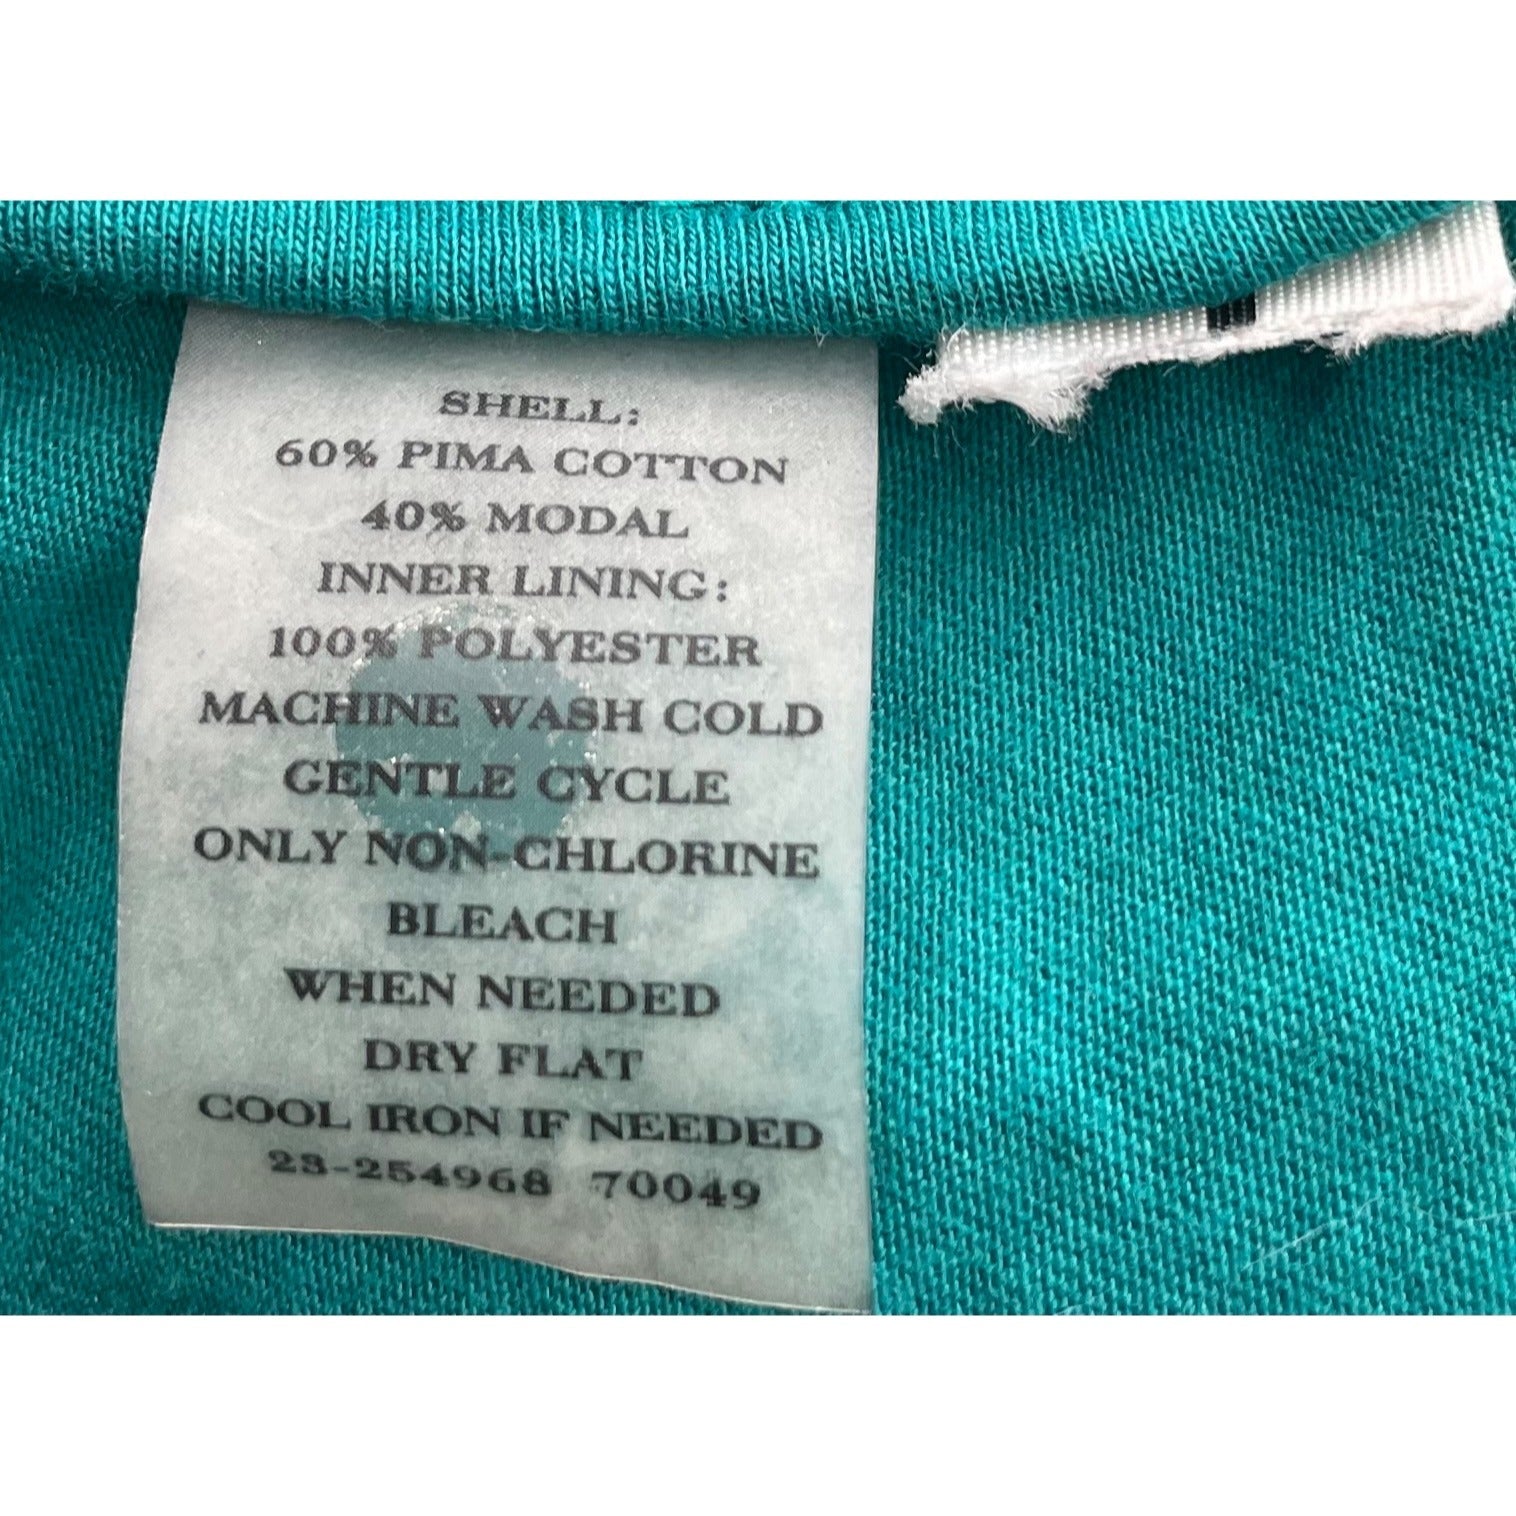 SHELL:
60% PIMA COTTON
40% MODAL
INNER LINING:
100% POLYESTER
MACHINE WASH COLD
GENTLE CYCLE
ONLY NON-CHLORINE
BLEACH
WHEN NEEDED
DRY FLAT
COOL IRON IF NEEDED
23-254968 70049